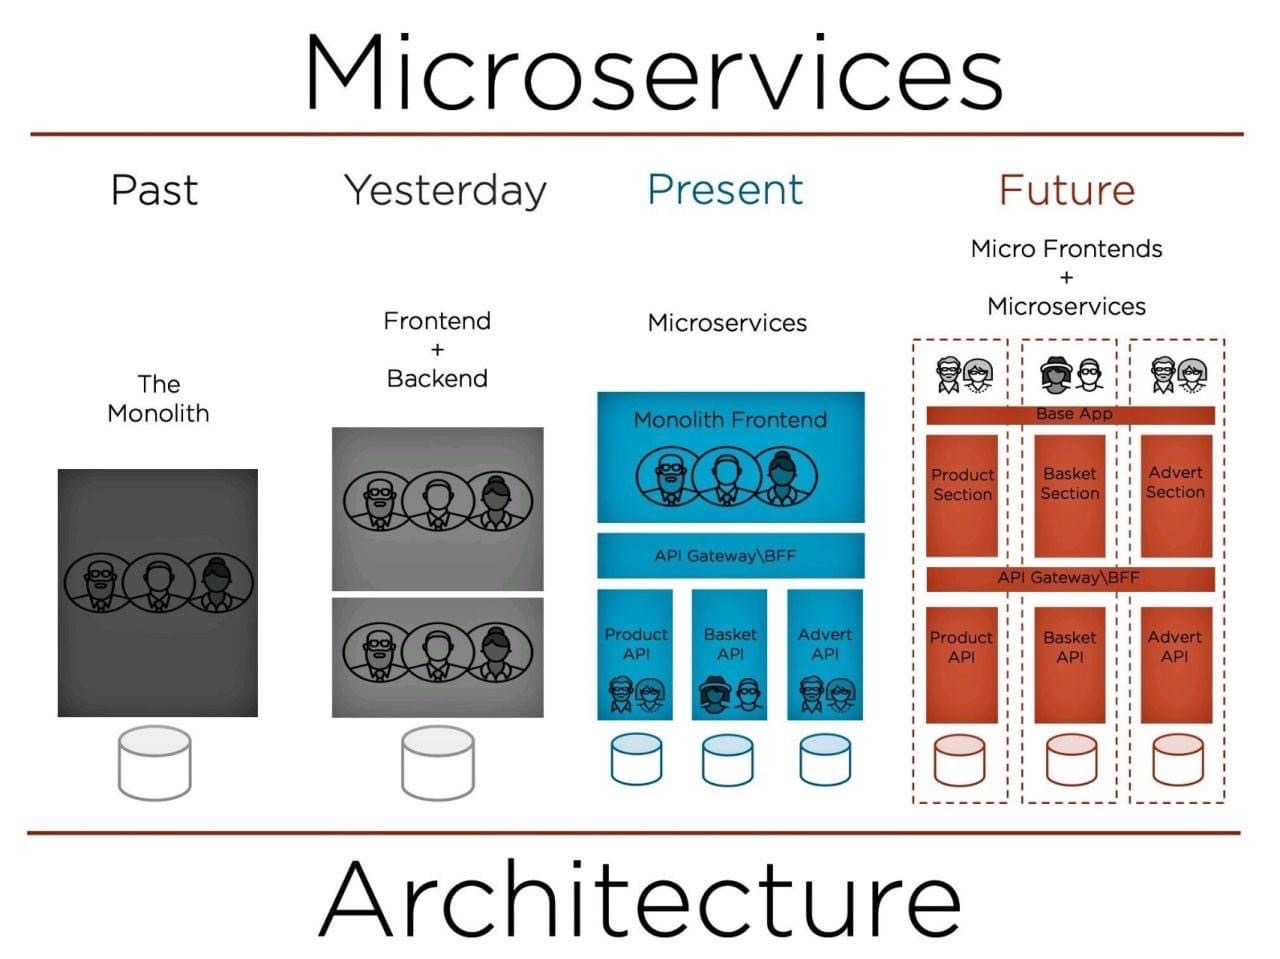 Microservices
Past
Yesterday
Present
Future
The
Monolith
Frontend
+
Backend
Microservices
Monolith Frontend
API Gateway\BFF
Product
API
Basket
API
Advert
API
Micro Frontends
+
Microservices
Base App
Product
Section
Basket
Section
Advert
Section
API Gateway\BFF
Product
API
Basket
API
Advert
API
Architecture